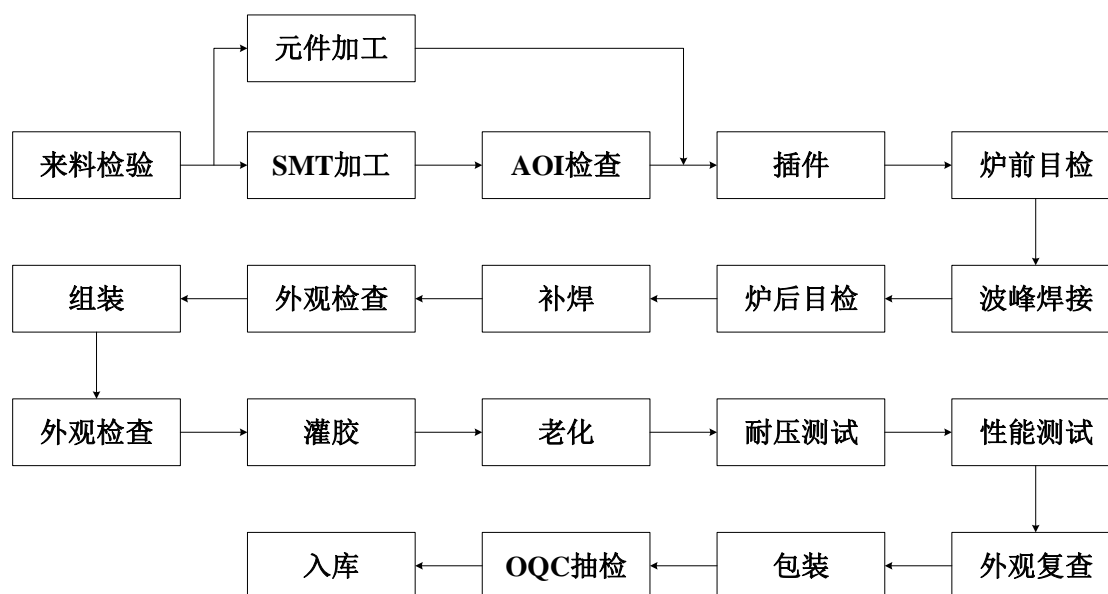 元件加工
来料检验
SMT加工
AOI检查
插件
炉前目检
组装
外观检查
补焊
炉后目检
波峰焊接
外观检查
灌胶
老化
耐压测试
性能测试
入库
OQC抽检
包装
外观复查